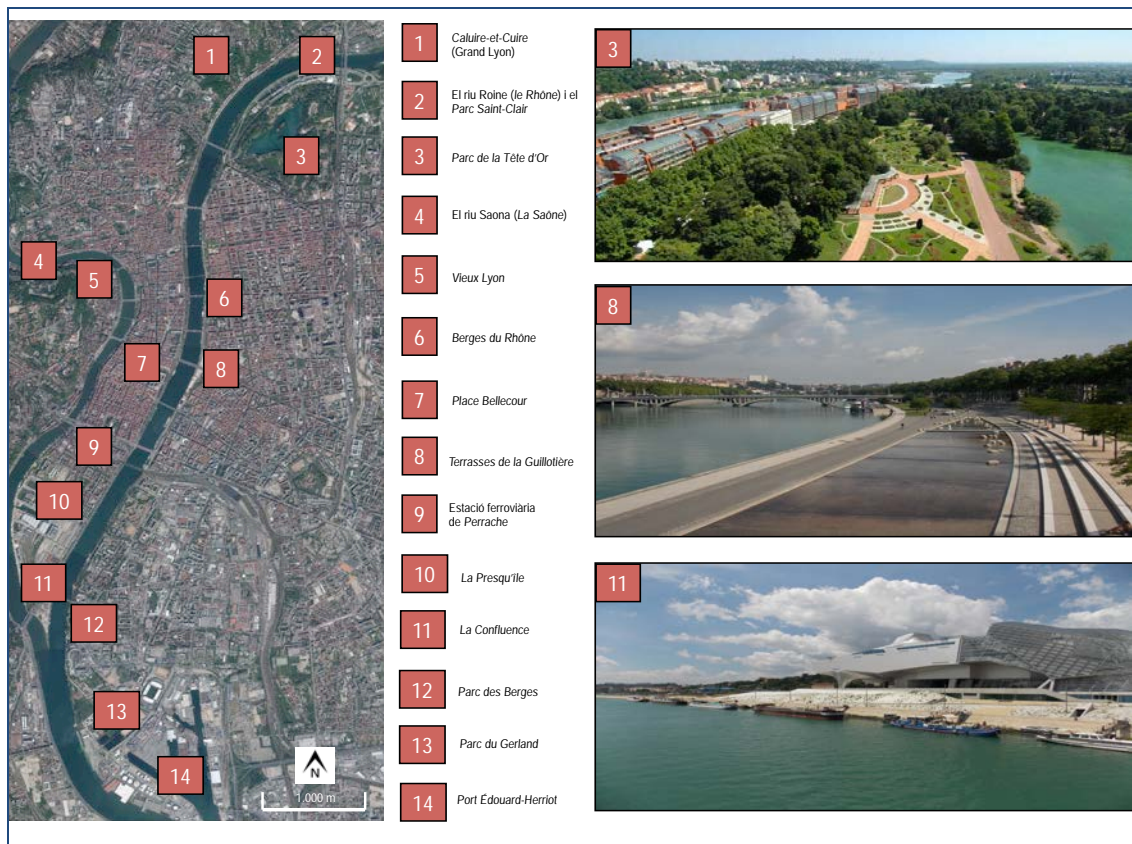 1
2
3
4
5
6
7
8
9
10
11
12
13
14
N
1.000 m
1
Caluire-et-Cuire
(Grand Lyon)
2
El riu Roine (le Rhône) i el
Parc Saint-Clair
3
Parc de la Tête d'Or
4
El riu Saona (La Saône)
5
Vieux Lyon
6
Berges du Rhône
7
Place Bellecour
8
Terrasses de la Guillotière
9
Estació ferroviària
de Perrache
10
La Presqu'île
11
La Confluence
12
Parc des Berges
13
Parc du Gerland
14
Port Édouard-Herriot
3
8
11